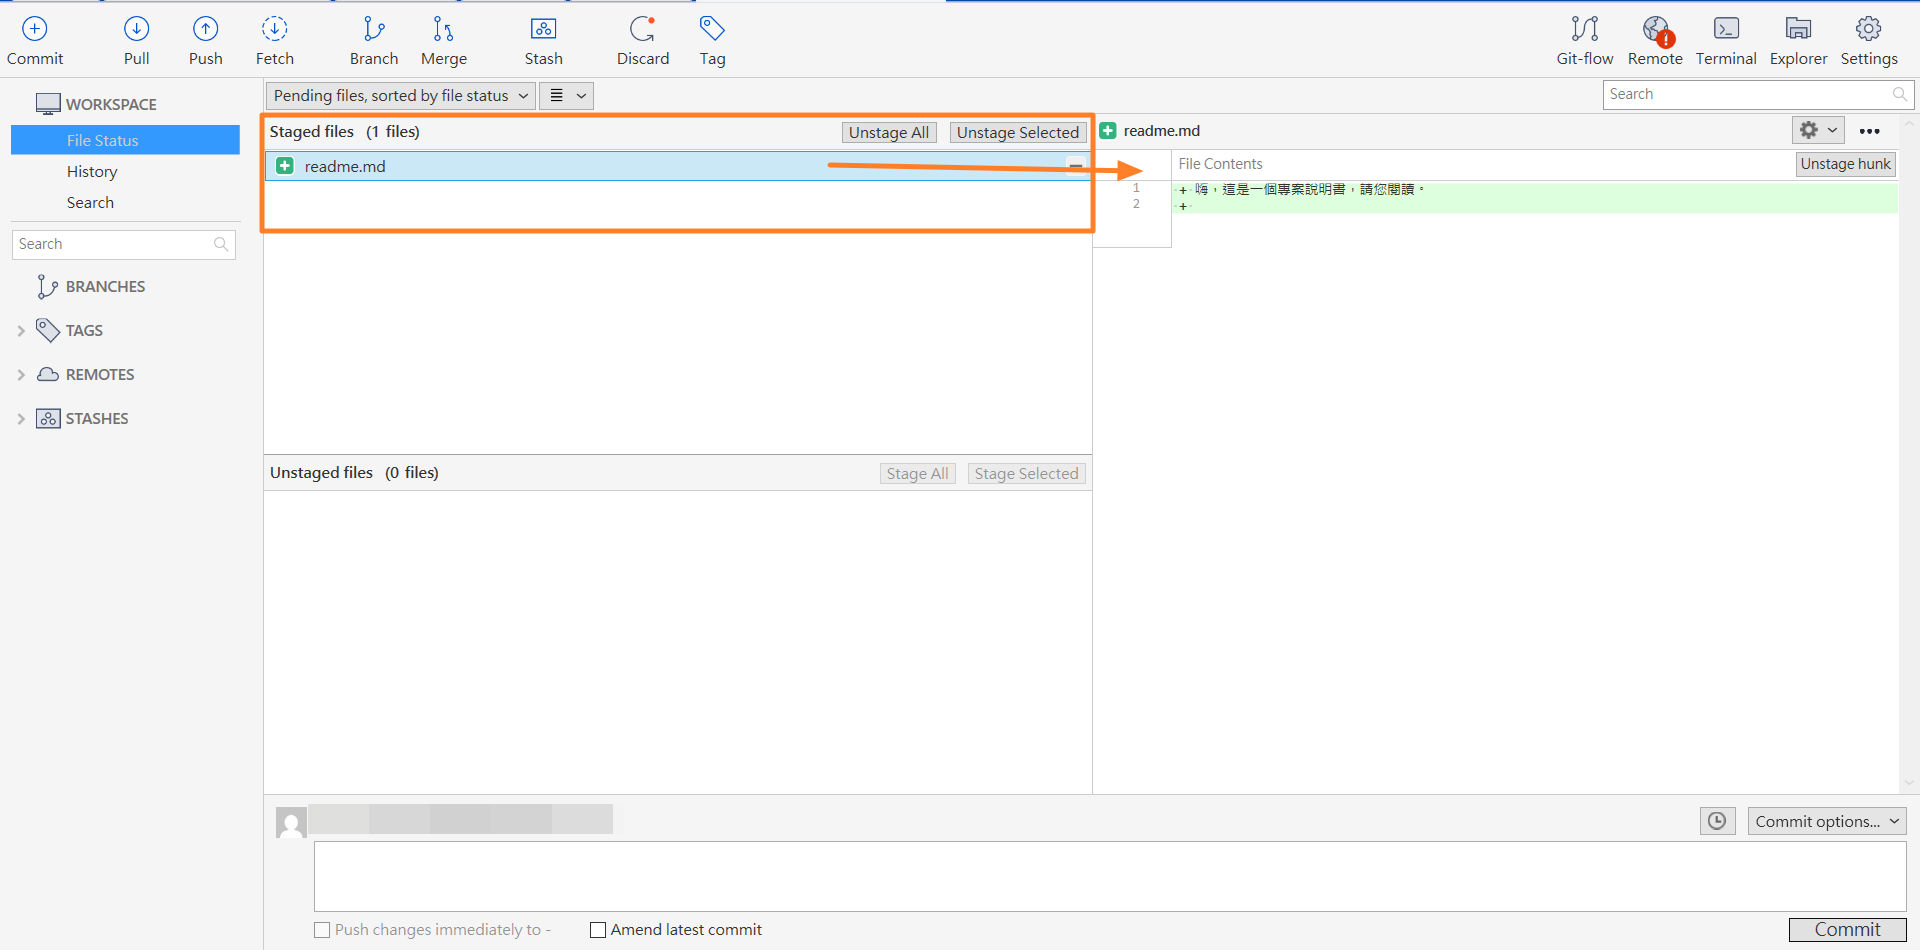 Commit Pull Push Fetch Branch Merge Stash Discard Tag Git-flow Remote Terminal Explorer Settings
WORKSPACE
File Status
History
Search
Search
BRANCHES
TAGS
REMOTES
STASHES
Pending files, sorted by file status
Search
Staged files (1 files) Unstage All Unstage Selected
readme.md
Unstaged files (0 files) Stage All Stage Selected
readme.md
File Contents Unstage hunk
1 + 嗨，這是一個專案說明書，請您閱讀。
2 +
Commit options...
Push changes immediately to - Amend latest commit Commit